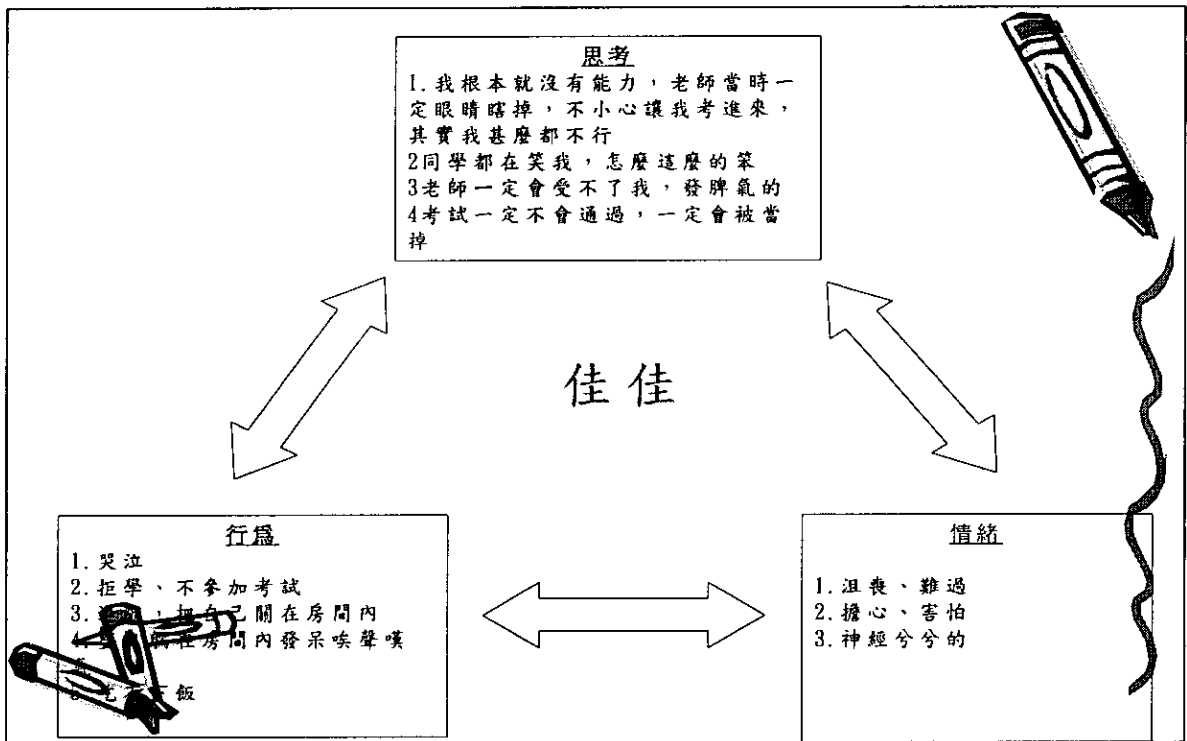 思考
1.我根本就沒有能力，老師當時一
定眼睛瞎掉，不小心讓我考進來，
其實我甚麼都不行
2同學都在笑我，怎麼這麼的笨
3老師一定會受不了我，發脾氣的
4考試一定不會通過，一定會被當
掉
佳佳
行為
1.哭泣
2.拒學、不參加考試
3.，把自己關在房間內
在房間內發呆唉聲嘆
飯
情緒
1.沮喪、難過
2.擔心、害怕
3.神經兮兮的